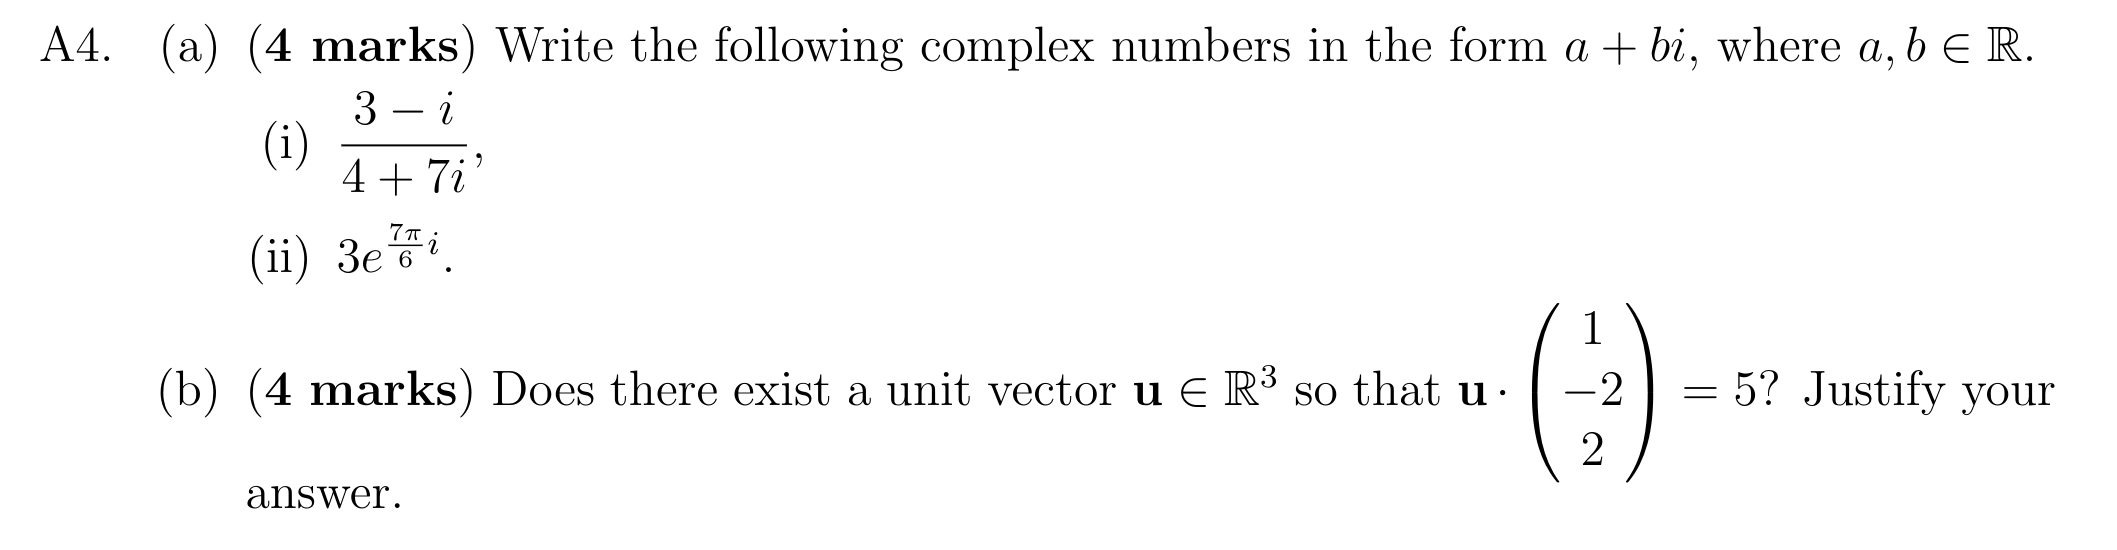 A4. (a) (4 marks) Write the following complex numbers in the form $a + bi$, where $a, b \in \mathbb{R}$.
(i) $\dfrac{3 - i}{4 + 7i}$,
(ii) $3e^{\frac{7\pi}{6}i}$.
(b) (4 marks) Does there exist a unit vector $\mathbf{u} \in \mathbb{R}^3$ so that $\mathbf{u} \cdot \begin{pmatrix} 1 \\ -2 \\ 2 \end{pmatrix} = 5$? Justify your
answer.